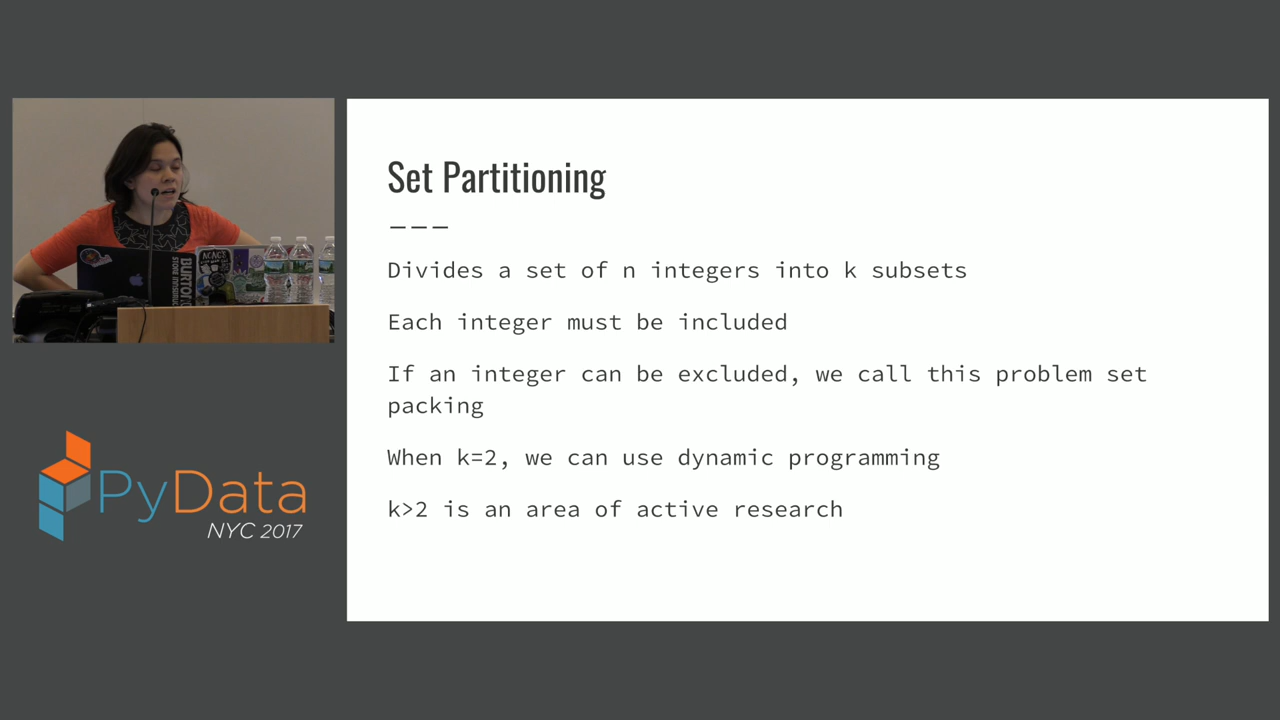 Set Partitioning
———
Divides a set of n integers into k subsets
Each integer must be included
If an integer can be excluded, we call this problem set
packing
When k=2, we can use dynamic programming
k>2 is an area of active research
BURTON
PyData
NYC 2017